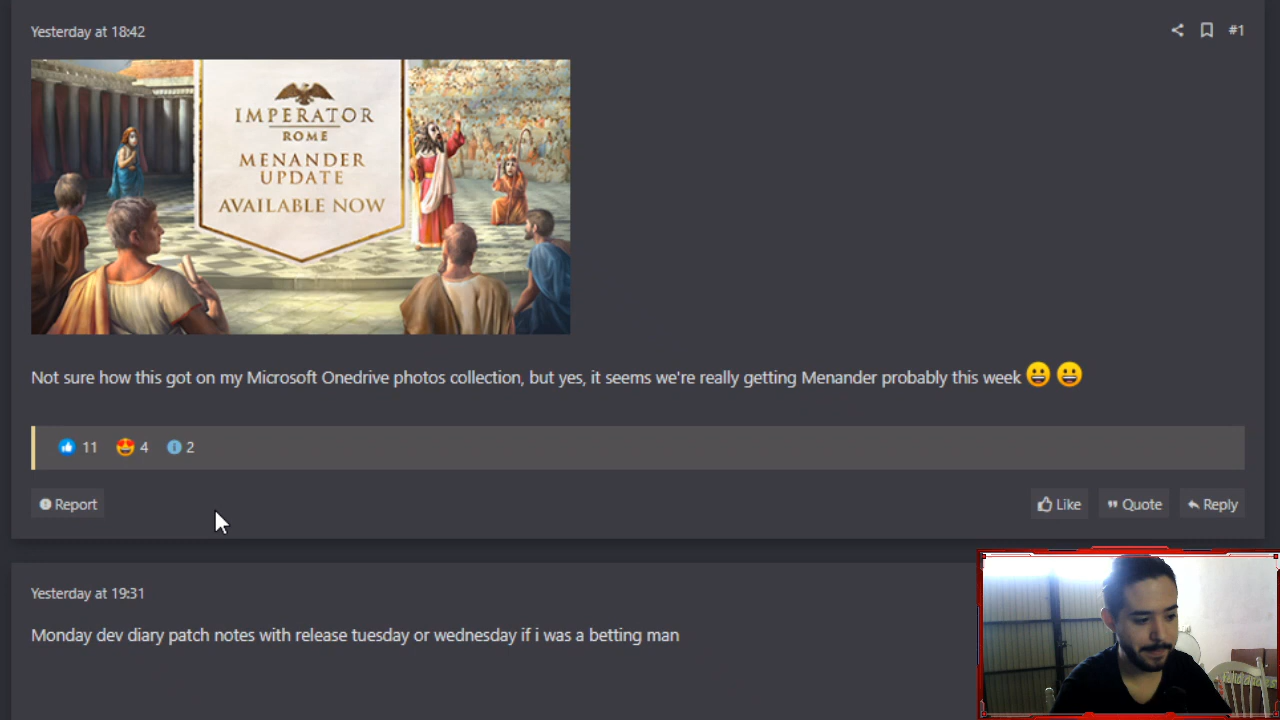 Yesterday at 18:42
#1
IMPERATOR
ROME
MENANDER
UPDATE
AVAILABLE NOW
Not sure how this got on my Microsoft Onedrive photos collection, but yes, it seems we're really getting Menander probably this week 😀 😀
11 4 2
Report
Like Quote Reply
Yesterday at 19:31
Monday dev diary patch notes with release tuesday or wednesday if i was a betting man